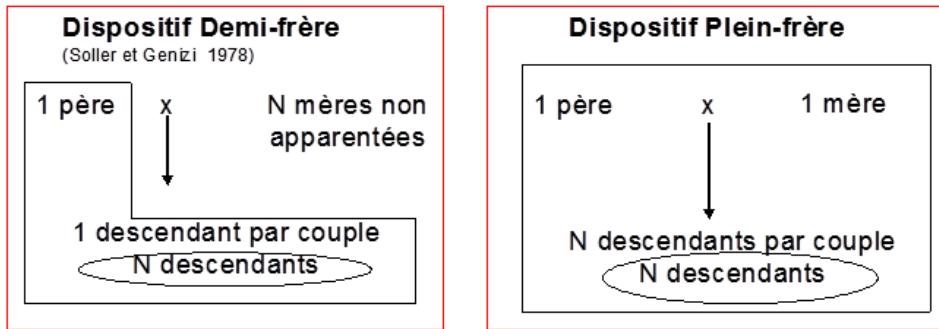 Dispositif Demi-frère
(Soller et Genizi 1978)
1 père x N mères non
apparentées
1 descendant par couple
N descendants
Dispositif Plein-frère
1 père x 1 mère
N descendants par couple
N descendants